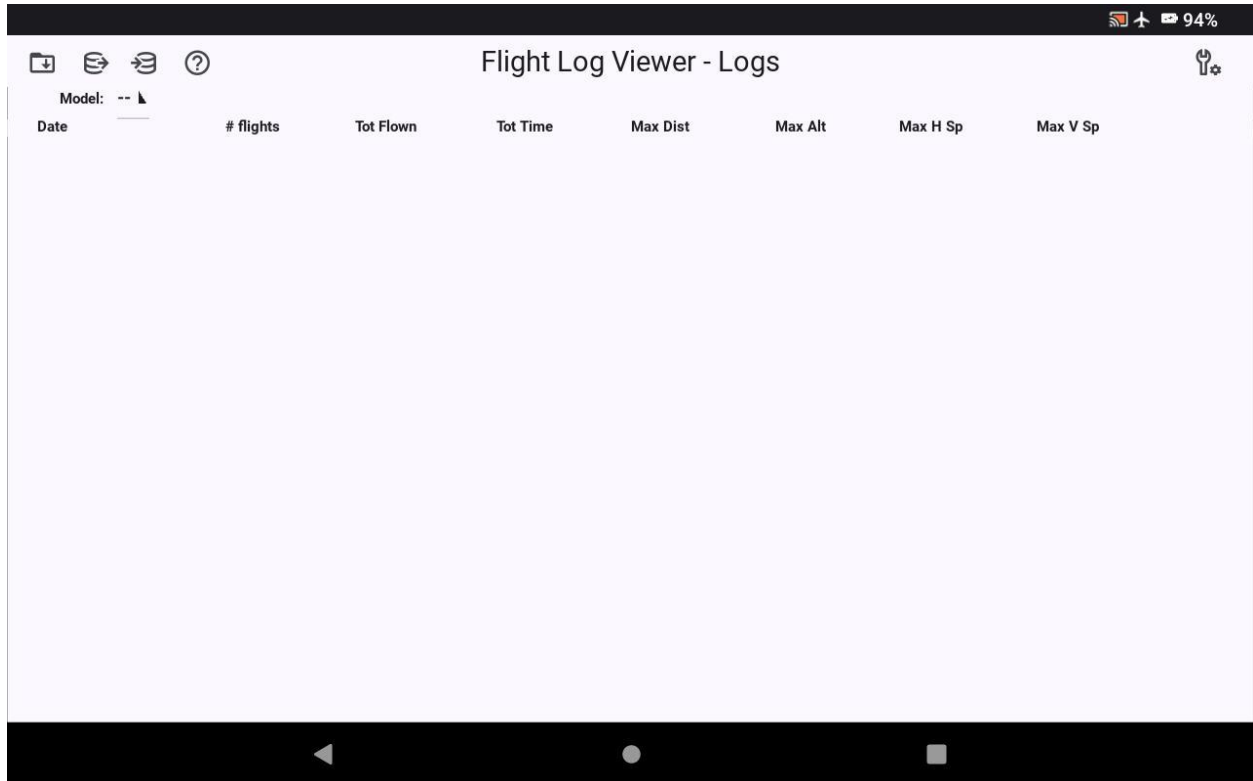 94%
Flight Log Viewer - Logs
Model: --
Date # flights Tot Flown Tot Time Max Dist Max Alt Max H Sp Max V Sp